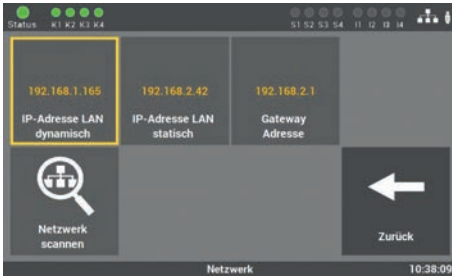 Status K1 K2 K3 K4 S1 S2 S3 S4 I1 I2 I3 I4
192.168.1.165
IP-Adresse LAN
dynamisch
192.168.2.42
IP-Adresse LAN
statisch
192.168.2.1
Gateway
Adresse
Netzwerk
scannen
Zurück
Netzwerk 10:38:09